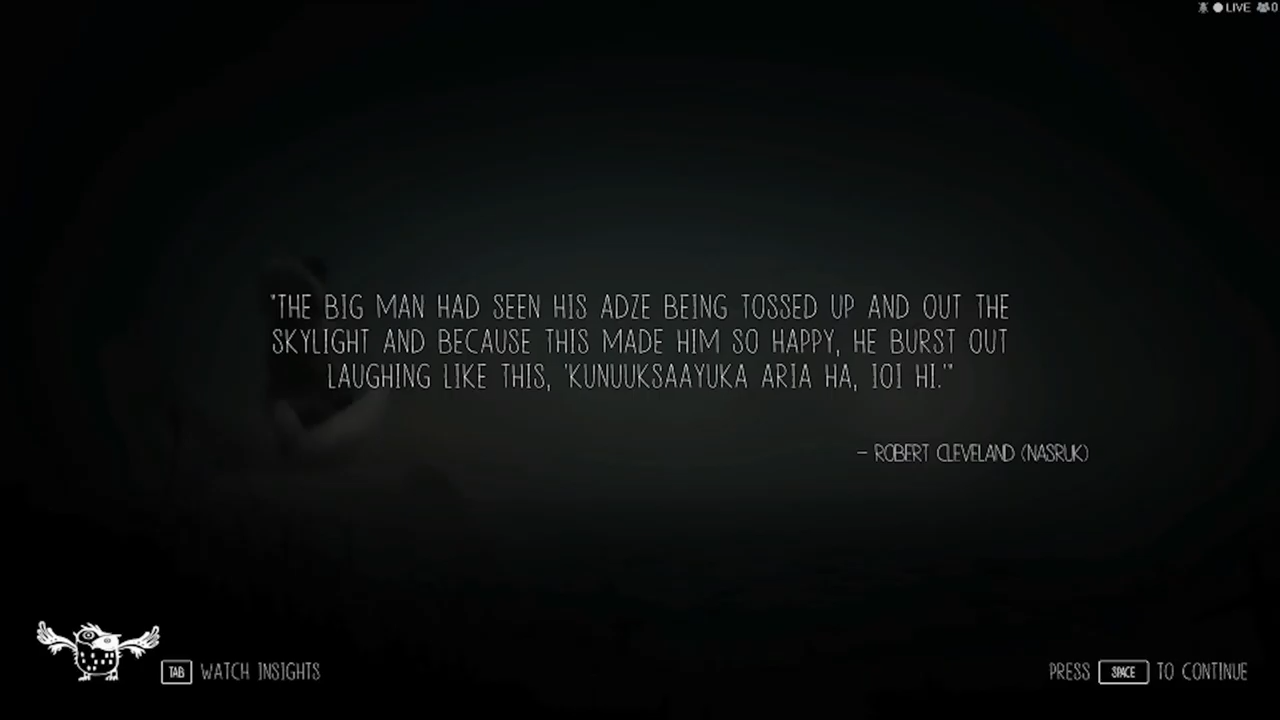 LIVE 0
"THE BIG MAN HAD SEEN HIS ADZE BEING TOSSED UP AND OUT THE
SKYLIGHT AND BECAUSE THIS MADE HIM SO HAPPY, HE BURST OUT
LAUGHING LIKE THIS, 'KUNUUKSAAYUKA ARIA HA, IOI HI.'"
– ROBERT CLEVELAND (NASRUK)
TAB WATCH INSIGHTS
PRESS SPACE TO CONTINUE